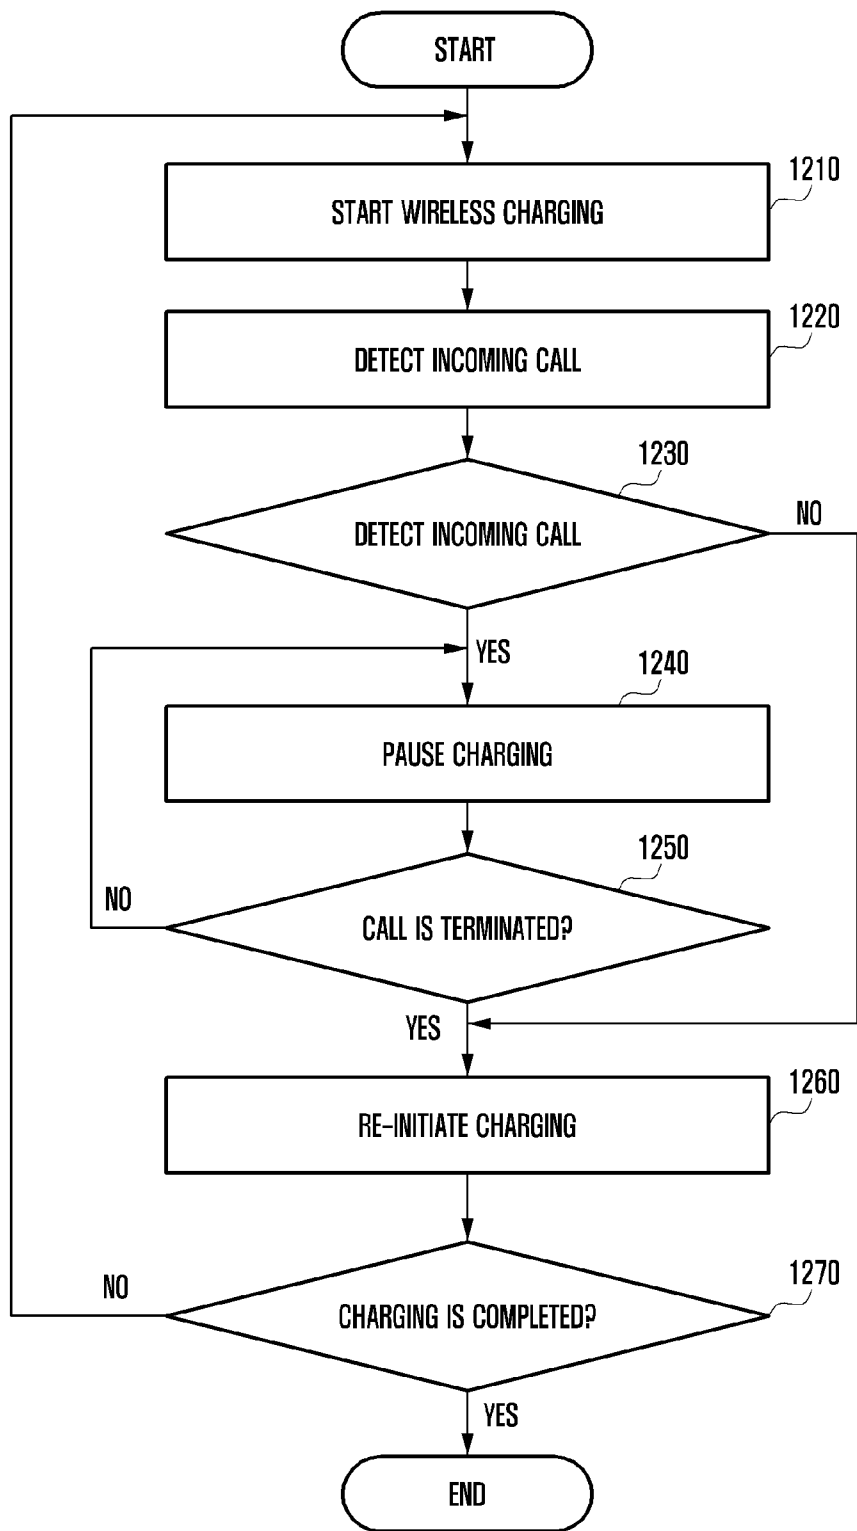 START
1210
START WIRELESS CHARGING
1220
DETECT INCOMING CALL
1230
DETECT INCOMING CALL
NO
YES
1240
PAUSE CHARGING
1250
NO
CALL IS TERMINATED?
YES
1260
RE-INITIATE CHARGING
1270
NO
CHARGING IS COMPLETED?
YES
END